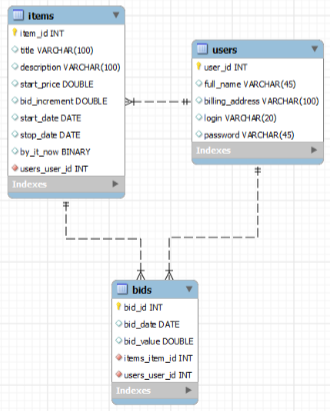 items
item_id INT
title VARCHAR(100)
description VARCHAR(100)
start_price DOUBLE
bid_increment DOUBLE
start_date DATE
stop_date DATE
by_it_now BINARY
users_user_id INT
Indexes
users
user_id INT
full_name VARCHAR(45)
billing_address VARCHAR(100)
login VARCHAR(20)
password VARCHAR(45)
Indexes
bids
bid_id INT
bid_date DATE
bid_value DOUBLE
items_item_id INT
users_user_id INT
Indexes